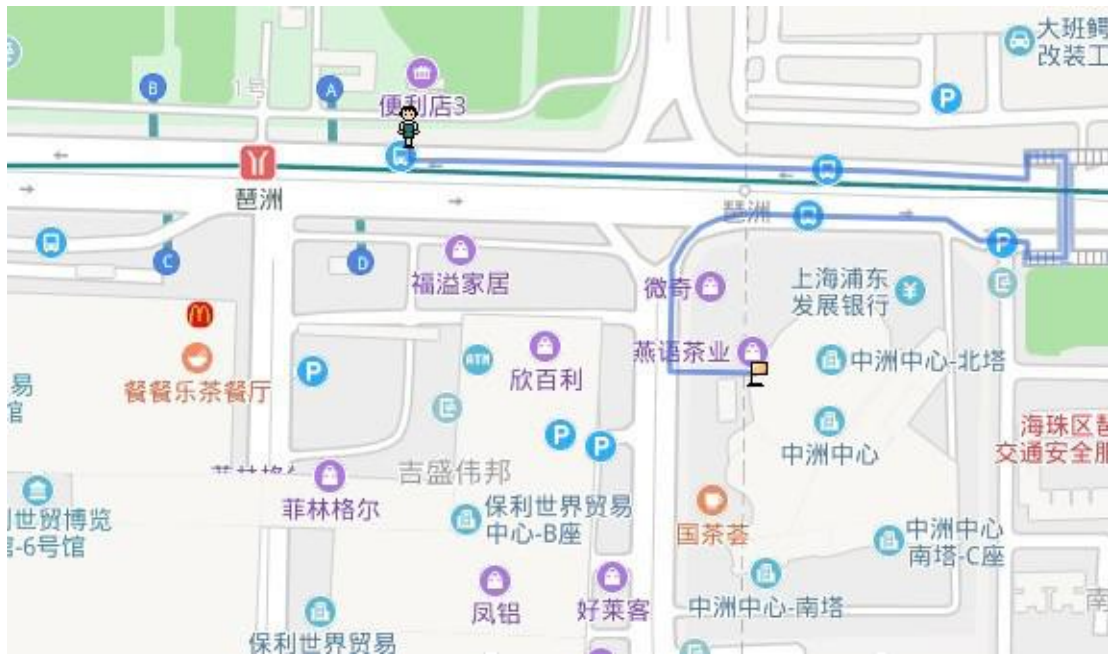 大班鳄
改装工
B
A
1号
便利店3
P
琶洲
琶洲
P
C
D
福溢家居
微奇
上海浦东
发展银行
¥
燕语茶业
中洲中心-北塔
ATM
欣百利
P
餐餐乐茶餐厅
易
馆
中洲中心
海珠区琶
交通安全服
P
P
吉盛伟邦
菲林格尔
保利世界贸易
中心-B座
国茶荟
中洲中心
南塔-C座
世贸博览
馆-6号馆
凤铝
好莱客
中洲中心-南塔
南
保利世界贸易